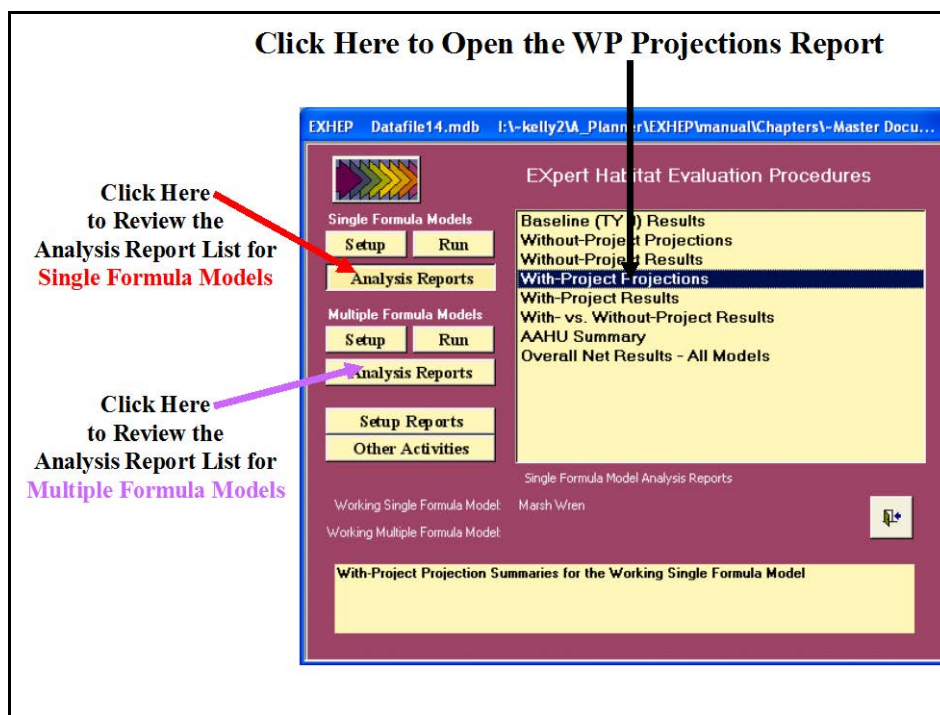 Click Here to Open the WP Projections Report
EXHEP Datafile14.mdb I:\~kelly2\A_Planner\EXHEP\manual\Chapters\~Master Docu...
EXpert Habitat Evaluation Procedures
Click Here
to Review the
Analysis Report List for
Single Formula Models
Single Formula Models
Setup Run
Analysis Reports
Multiple Formula Models
Setup Run
Analysis Reports
Setup Reports
Other Activities
Baseline (TY 0) Results
Without-Project Projections
Without-Project Results
With-Project Projections
With-Project Results
With- vs. Without-Project Results
AAHU Summary
Overall Net Results - All Models
Click Here
to Review the
Analysis Report List for
Multiple Formula Models
Single Formula Model Analysis Reports
Working Single Formula Model: Marsh Wren
Working Multiple Formula Model:
With-Project Projection Summaries for the Working Single Formula Model